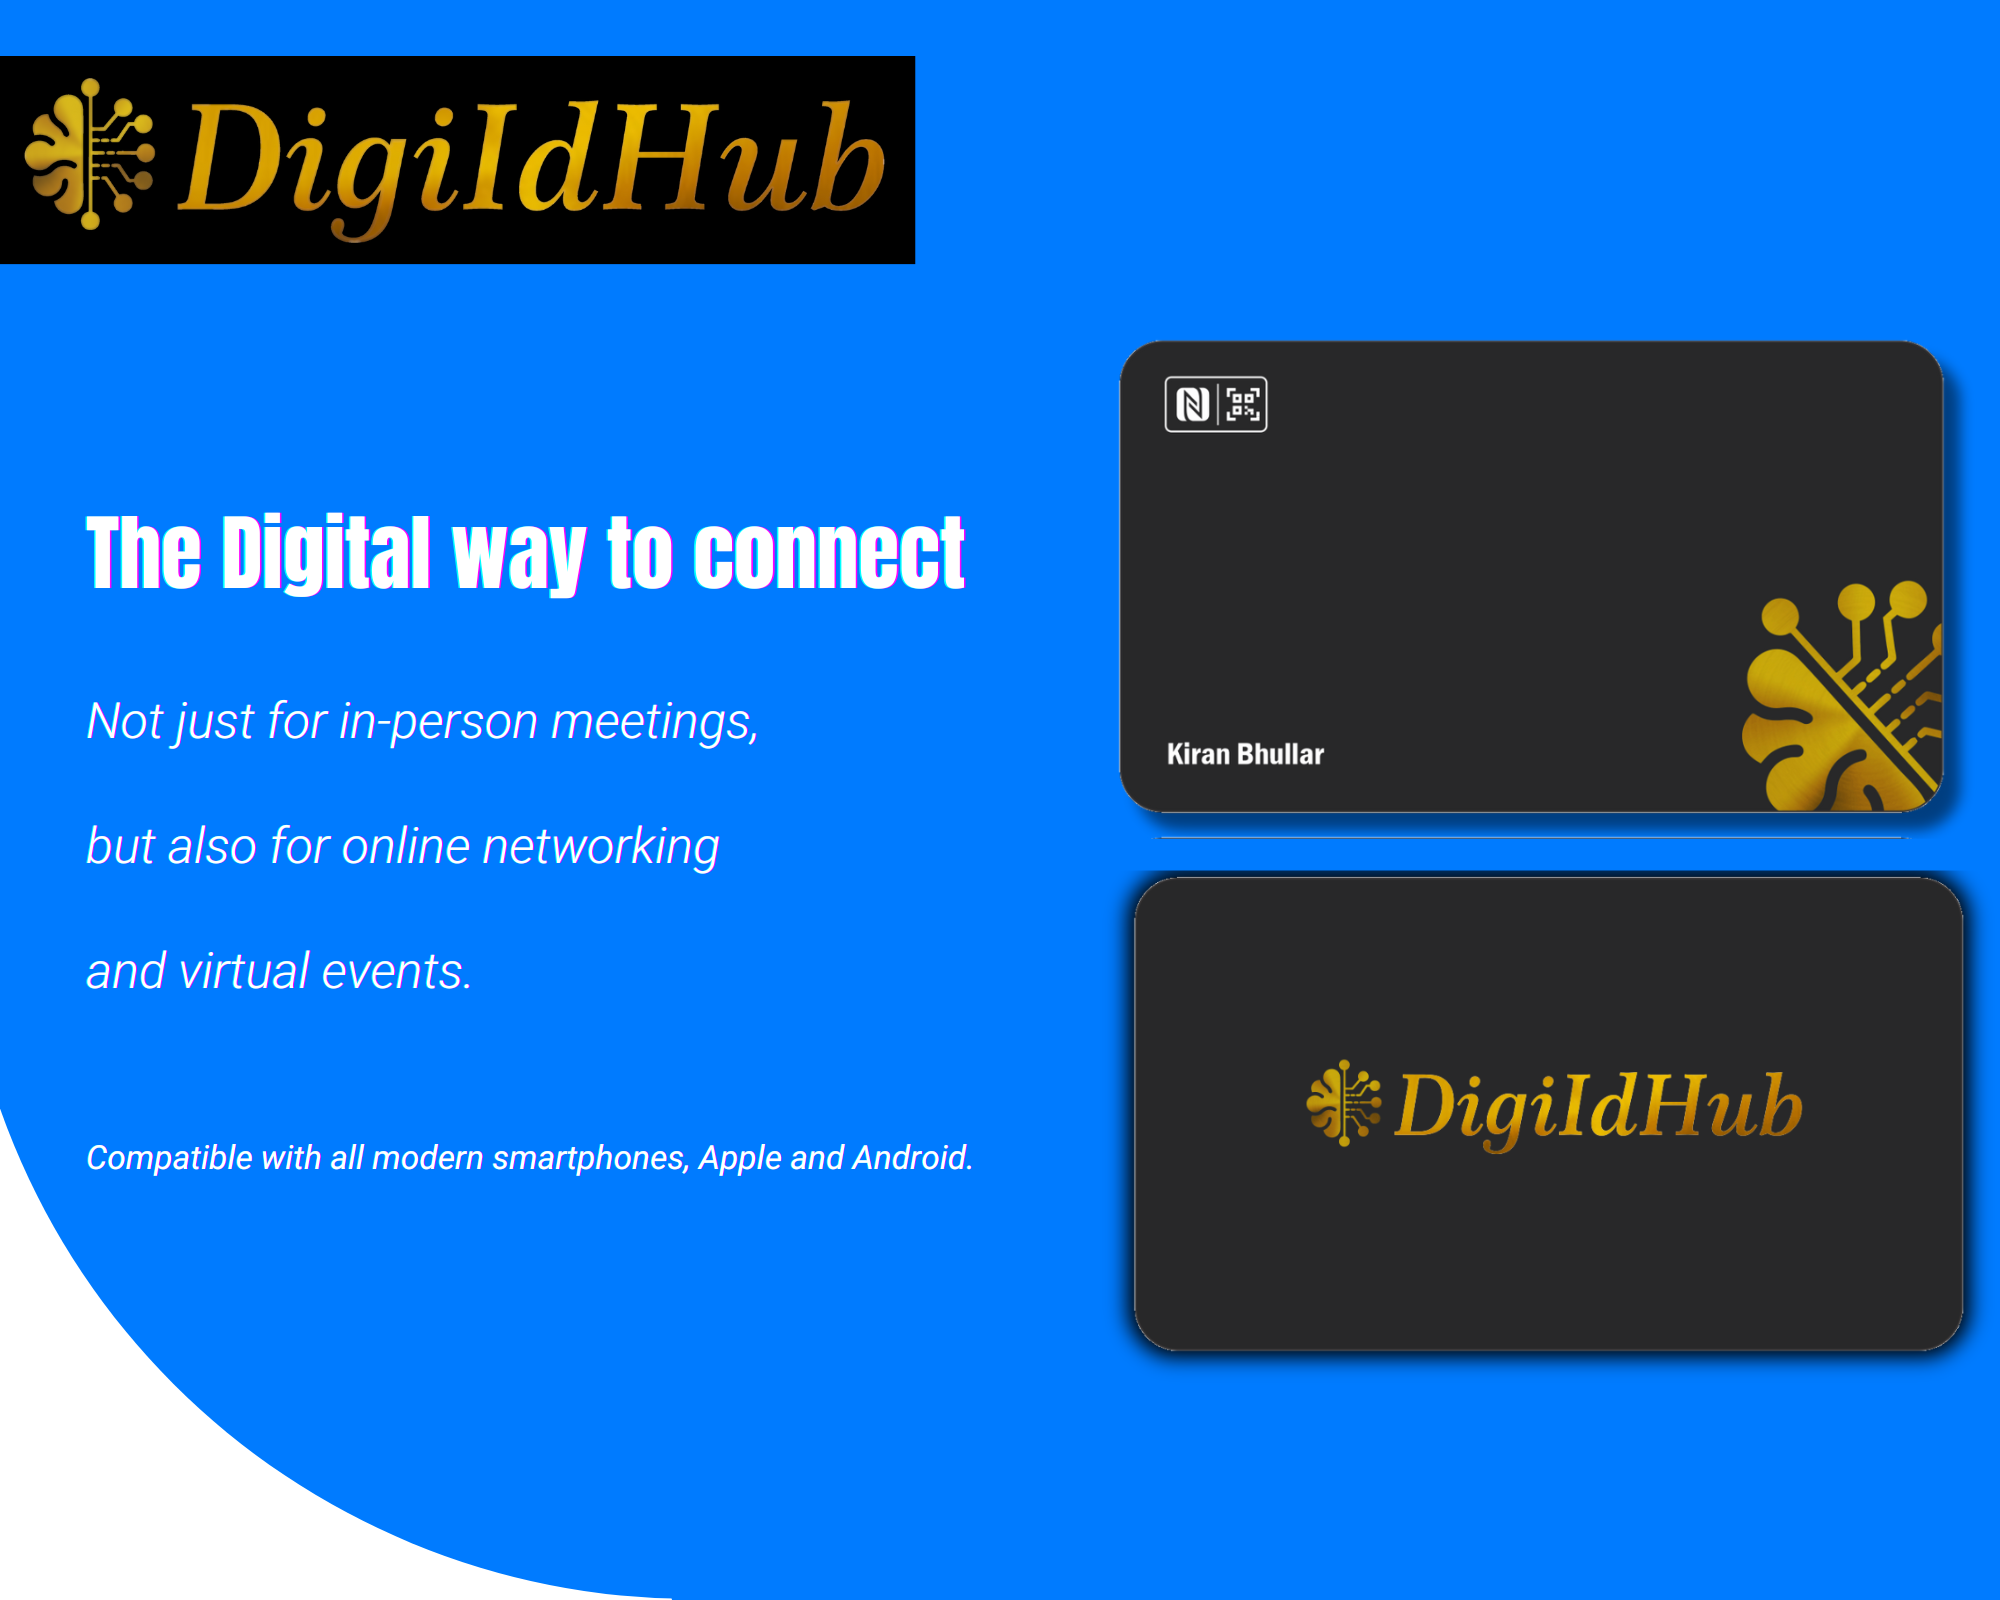 DigiIdHub
The Digital way to connect
Not just for in-person meetings,
but also for online networking
and virtual events.
Compatible with all modern smartphones, Apple and Android.
Kiran Bhullar
DigiIdHub